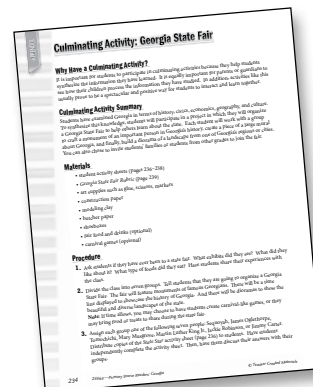 UNIT 5
Culminating Activity: Georgia State Fair
Why Have a Culminating Activity?
It is important for students to participate in culminating activities because they help students
synthesize the information they have learned. It is equally important for parents or guardians to
see how their children process the information they have studied. In addition, activities like this
usually prove to be a spectacular and positive way for students to interact and learn together.
Culminating Activity Summary
Students have examined Georgia in terms of history, civics, economics, geography, and culture.
To synthesize this knowledge, students will participate in a project in which they will organize
a Georgia State Fair to help others learn about the state. Each student will work with a group
to craft a monument of an important person in Georgia's history, create a piece of a large mural
about Georgia, and finally, build a diorama of a landscape from one of Georgia's regions or cities.
You can also choose to invite students' families or students from other grades to join the fair.
Materials
• student activity sheets (pages 236–238)
• Georgia State Fair Rubric (page 239)
• art supplies such as glue, scissors, markers
• construction paper
• modeling clay
• butcher paper
• shoeboxes
• fair food and drinks (optional)
• carnival games (optional)
Procedure
1. Ask students if they have ever been to a state fair. What exhibits did they see? What did they
like about it? What type of foods did they eat? Have students share their experiences with
the class.
2. Divide the class into seven groups. Tell students that they are going to organize a Georgia
State Fair. The fair will feature monuments of famous Georgians. There will be a time
line displayed to showcase the history of Georgia. And there will be dioramas to show the
beautiful and diverse landscapes of the state.
Note: If time allows, you may choose to have students create carnival-like games, or they
may bring food or treats to share during the state fair.
3. Assign each group one of the following seven people: Sequoyah, James Oglethorpe,
Tomochichi, Mary Musgrove, Martin Luther King Jr., Jackie Robinson, or Jimmy Carter.
Distribute copies of the State Star activity sheet (page 236) to students. Have students
independently complete the activity sheet. Then, have them discuss their answers with their
groups.
234
Primary Source Readers: Georgia
© Teacher Created Materials